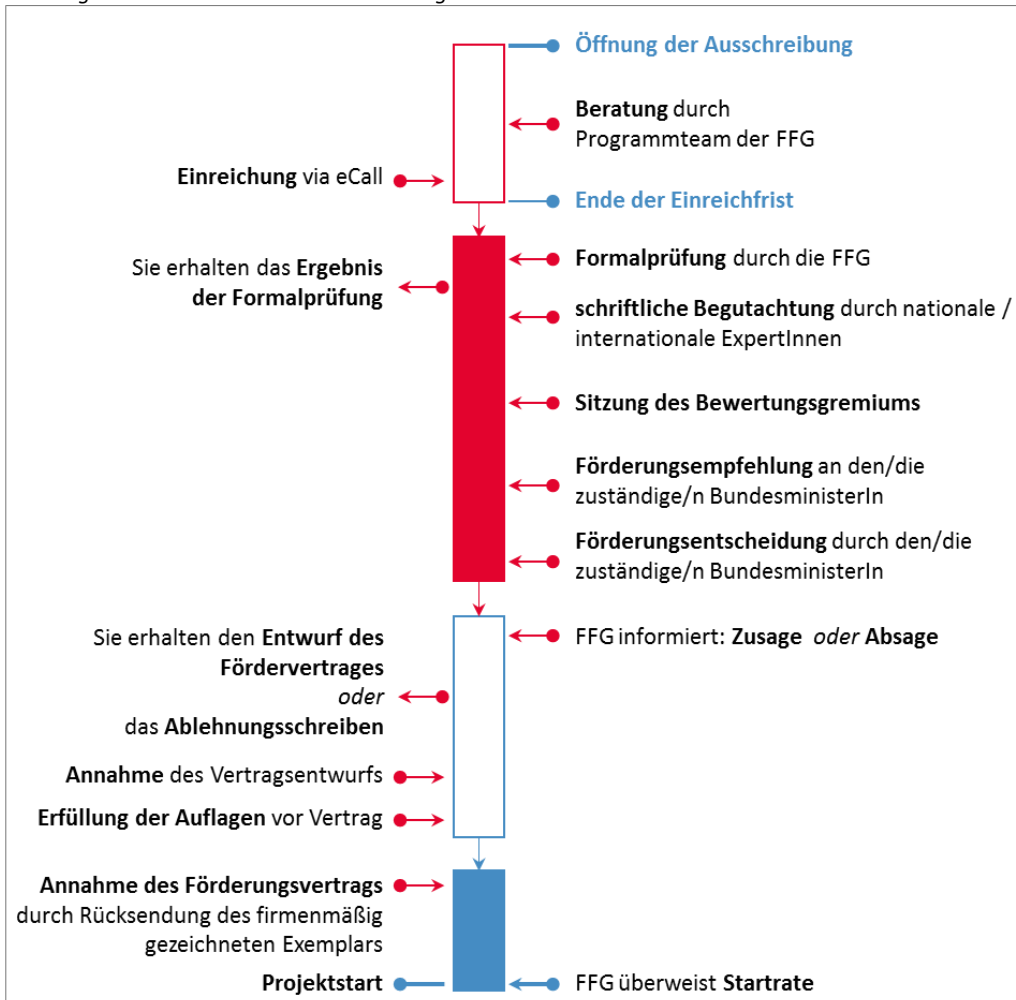 Öffnung der Ausschreibung
Beratung durch
Programmteam der FFG
Einreichung via eCall
Ende der Einreichfrist
Formalprüfung durch die FFG
Sie erhalten das Ergebnis
der Formalprüfung
schriftliche Begutachtung durch nationale /
internationale ExpertInnen
Sitzung des Bewertungsgremiums
Förderungsempfehlung an den/die
zuständige/n BundesministerIn
Förderungsentscheidung durch den/die
zuständige/n BundesministerIn
FFG informiert: Zusage oder Absage
Sie erhalten den Entwurf des
Fördervertrages
oder
das Ablehnungsschreiben
Annahme des Vertragsentwurfs
Erfüllung der Auflagen vor Vertrag
Annahme des Förderungsvertrags
durch Rücksendung des firmenmäßig
gezeichneten Exemplars
Projektstart
FFG überweist Startrate